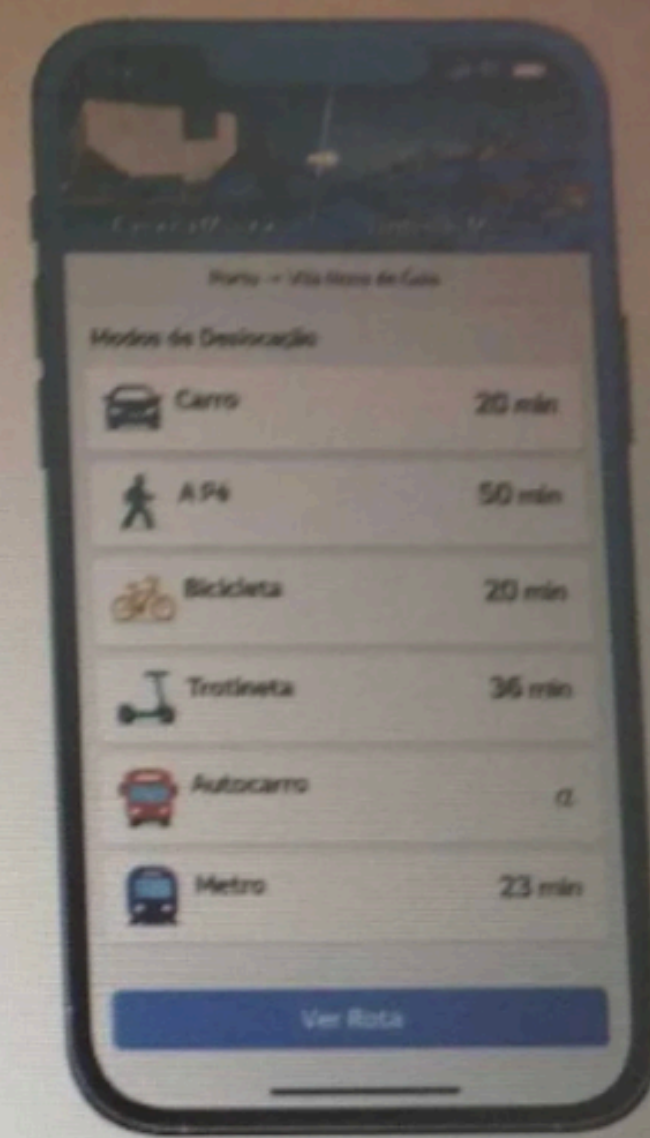 Porto → Vila Nova de Gaia
Modos de Deslocação
Carro 20 min
A Pé 50 min
Bicicleta 20 min
Trotineta 36 min
Autocarro a
Metro 23 min
Ver Rota